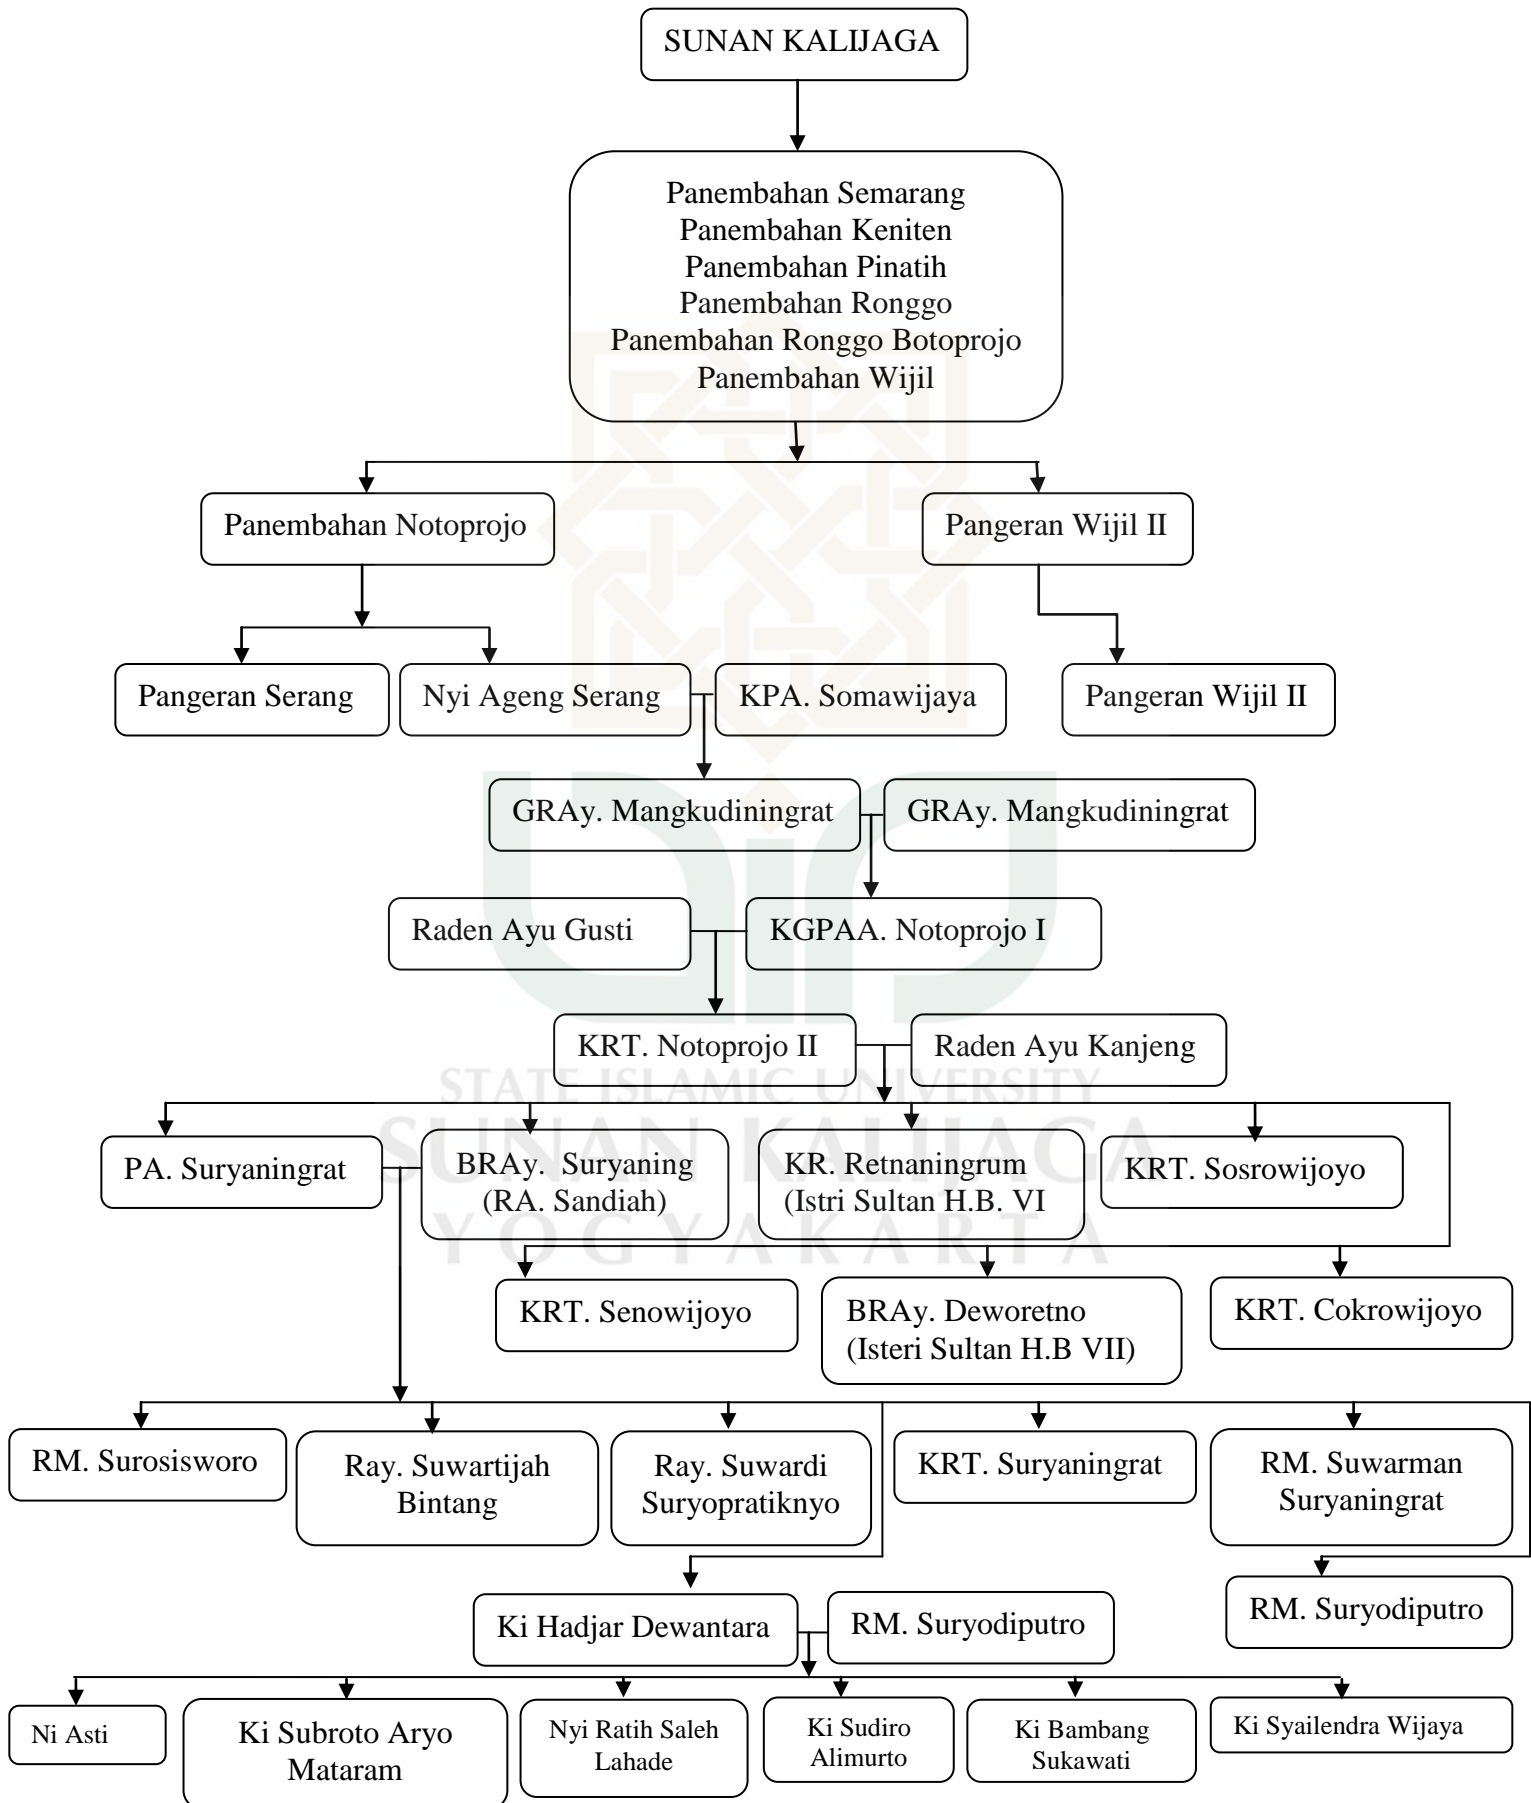 SUNAN KALIJAGA
Panembahan Semarang
Panembahan Keniten
Panembahan Pinatih
Panembahan Ronggo
Panembahan Ronggo Botoprojo
Panembahan Wijil
Panembahan Notoprojo
Pangeran Wijil II
Pangeran Serang
Nyi Ageng Serang
KPA. Somawijaya
Pangeran Wijil II
GRAy. Mangkudiningrat
GRAy. Mangkudiningrat
Raden Ayu Gusti
KGPAA. Notoprojo I
KRT. Notoprojo II
Raden Ayu Kanjeng
STATE ISLAMIC UNIVERSITY
SUNAN KALIJAGA
YOGYAKARTA
PA. Suryaningrat
BRAy. Suryaning
(RA. Sandiah)
KR. Retnaningrum
(Istri Sultan H.B. VI
KRT. Sosrowijoyo
KRT. Senowijoyo
BRAy. Deworetno
(Isteri Sultan H.B VII)
KRT. Cokrowijoyo
RM. Surosisworo
Ray. Suwartijah
Bintang
Ray. Suwardi
Suryopratiknyo
KRT. Suryaningrat
RM. Suwarman
Suryaningrat
Ki Hadjar Dewantara
RM. Suryodiputro
RM. Suryodiputro
Ni Asti
Ki Subroto Aryo
Mataram
Nyi Ratih Saleh
Lahade
Ki Sudiro
Alimurto
Ki Bambang
Sukawati
Ki Syailendra Wijaya